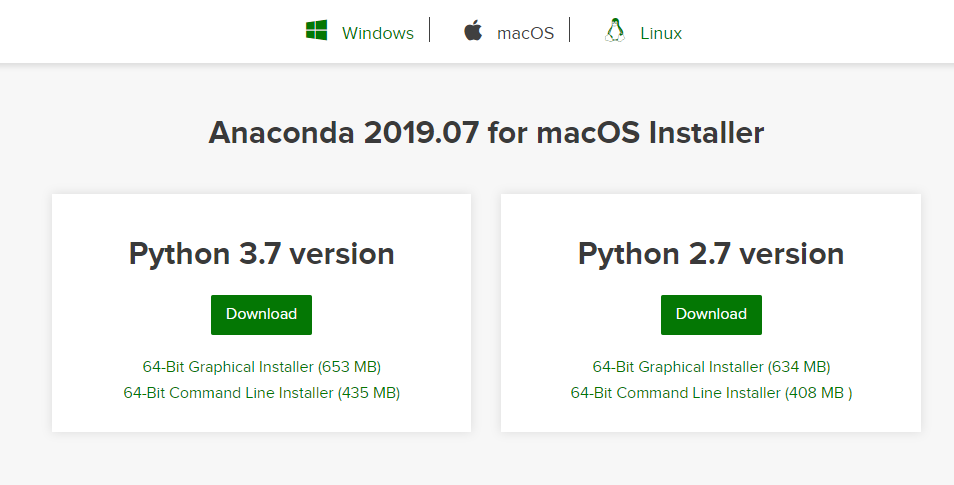 Windows macOS Linux
Anaconda 2019.07 for macOS Installer
Python 3.7 version
Download
64-Bit Graphical Installer (653 MB)
64-Bit Command Line Installer (435 MB)
Python 2.7 version
Download
64-Bit Graphical Installer (634 MB)
64-Bit Command Line Installer (408 MB )